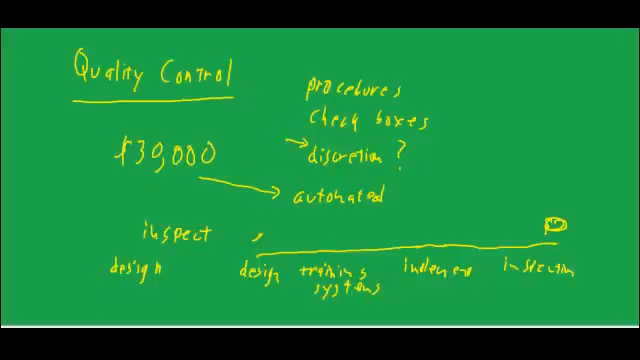 Quality Control
procedures
check boxes
$30,000
discretion ?
automated
inspect
design
design
training
systems
inspection